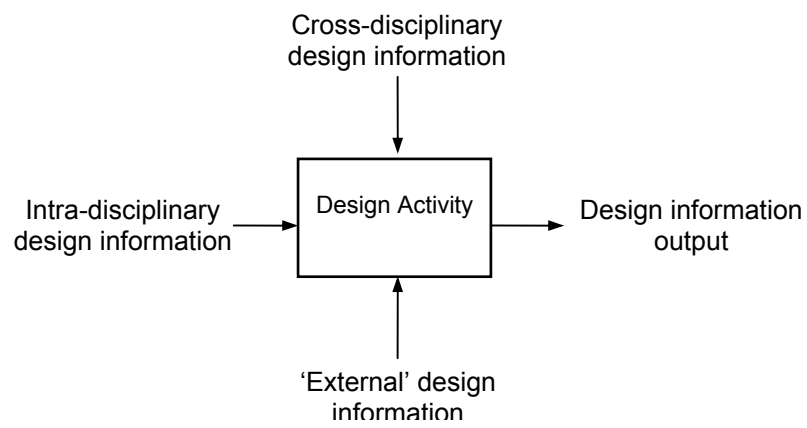 Cross-disciplinary
design information
Intra-disciplinary
design information
Design Activity
Design information
output
‘External’ design
information